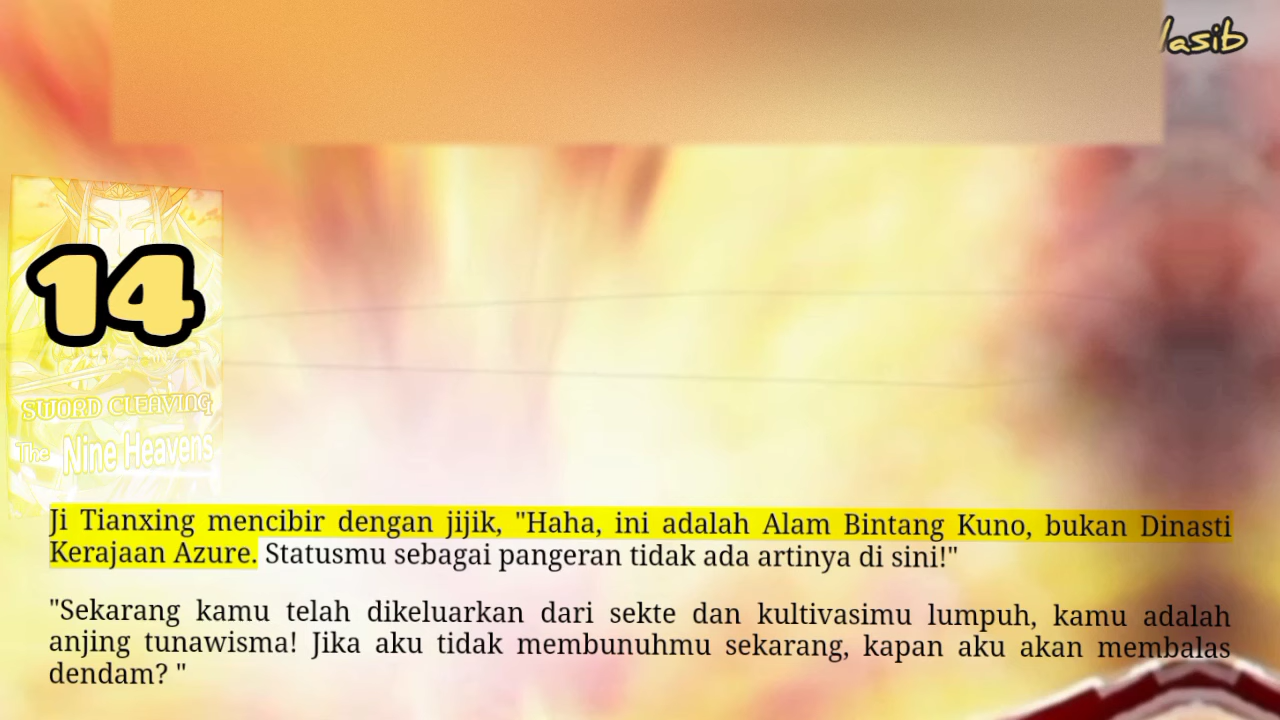 lasib
14
SWORD CLEAVING
The Nine Heavens
Ji Tianxing mencibir dengan jijik, "Haha, ini adalah Alam Bintang Kuno, bukan Dinasti
Kerajaan Azure. Statusmu sebagai pangeran tidak ada artinya di sini!"
"Sekarang kamu telah dikeluarkan dari sekte dan kultivasimu lumpuh, kamu adalah
anjing tunawisma! Jika aku tidak membunuhmu sekarang, kapan aku akan membalas
dendam? "